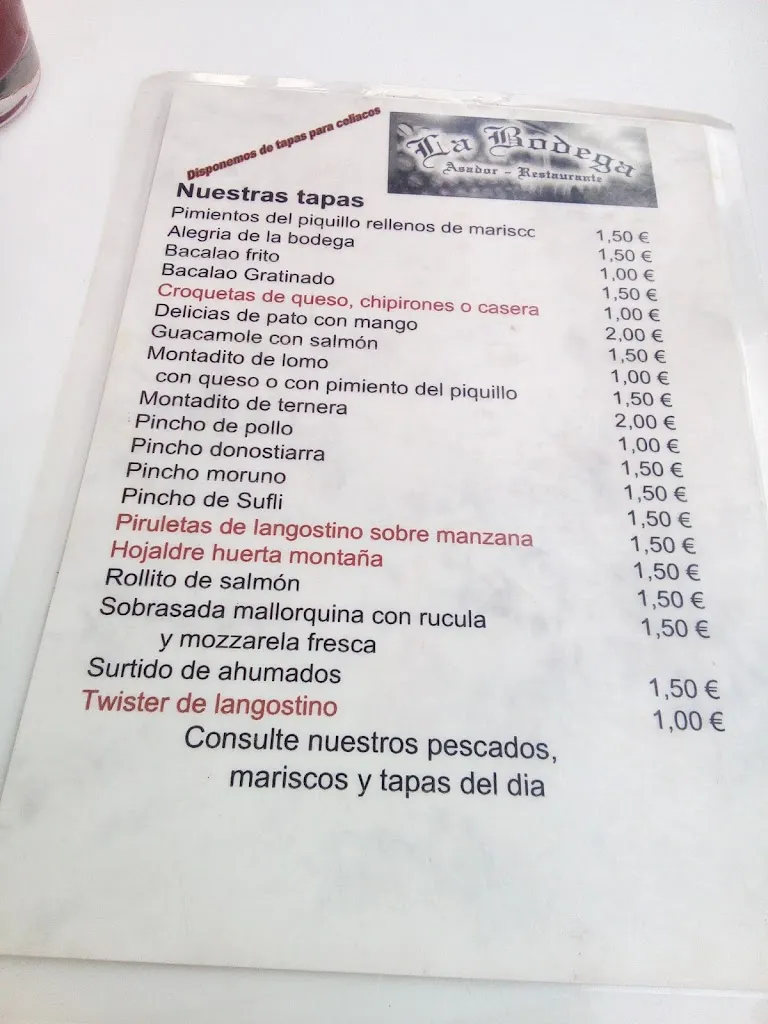 Disponemos de tapas para celiacos
La Bodega
Asador - Restaurante
Nuestras tapas
Pimientos del piquillo rellenos de mariscc 1,50 €
Alegria de la bodega 1,50 €
Bacalao frito 1,00 €
Bacalao Gratinado 1,50 €
Croquetas de queso, chipirones o casera 1,00 €
Delicias de pato con mango 2,00 €
Guacamole con salmón 1,50 €
Montadito de lomo 1,00 €
con queso o con pimiento del piquillo 1,50 €
Montadito de ternera 2,00 €
Pincho de pollo 1,00 €
Pincho donostiarra 1,50 €
Pincho moruno 1,50 €
Pincho de Sufli 1,50 €
Piruletas de langostino sobre manzana 1,50 €
Hojaldre huerta montaña 1,50 €
Rollito de salmón 1,50 €
Sobrasada mallorquina con rucula 1,50 €
y mozzarela fresca
Surtido de ahumados 1,50 €
Twister de langostino 1,00 €
Consulte nuestros pescados,
mariscos y tapas del dia